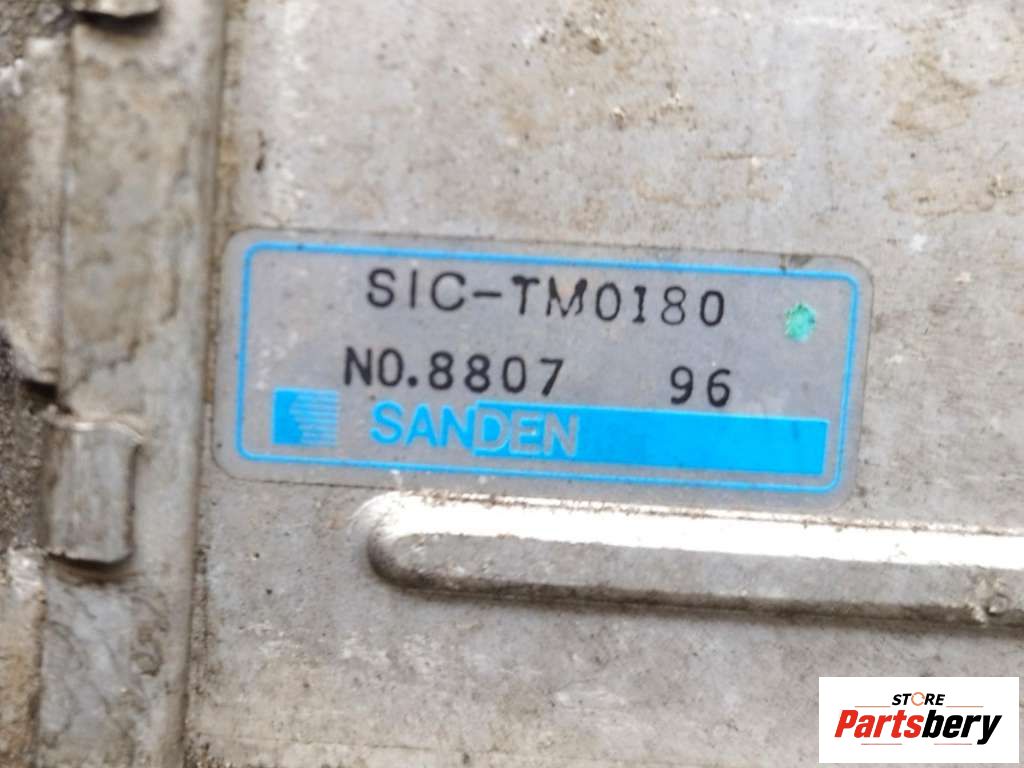 SIC-TM0180
NO.8807 96
SANDEN
STORE
Partsbery